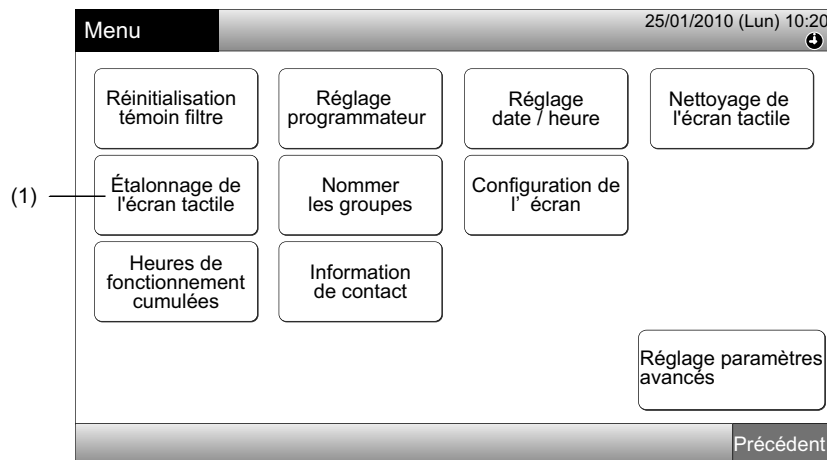 Menu
25/01/2010 (Lun) 10:20
Réinitialisation
témoin filtre
Réglage
programmateur
Réglage
date / heure
Nettoyage de
l'écran tactile
(1)
Étalonnage de
l'écran tactile
Nommer
les groupes
Configuration de
l’ écran
Heures de
fonctionnement
cumulées
Information
de contact
Réglage paramètres
avancés
Précédent